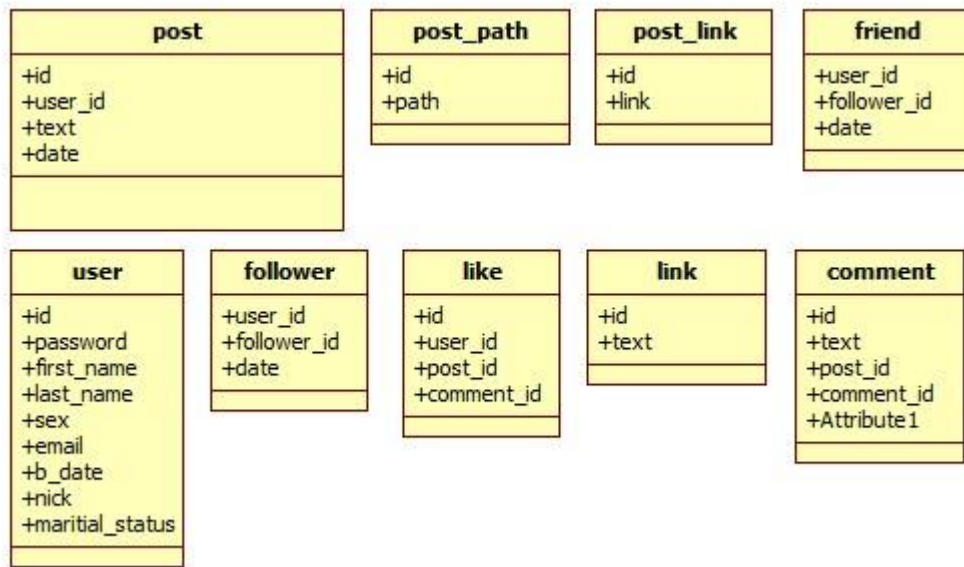 post
+id
+user_id
+text
+date
post_path
+id
+path
post_link
+id
+link
friend
+user_id
+follower_id
+date
user
+id
+password
+first_name
+last_name
+sex
+email
+b_date
+nick
+maritial_status
follower
+user_id
+follower_id
+date
like
+id
+user_id
+post_id
+comment_id
link
+id
+text
comment
+id
+text
+post_id
+comment_id
+Attribute1